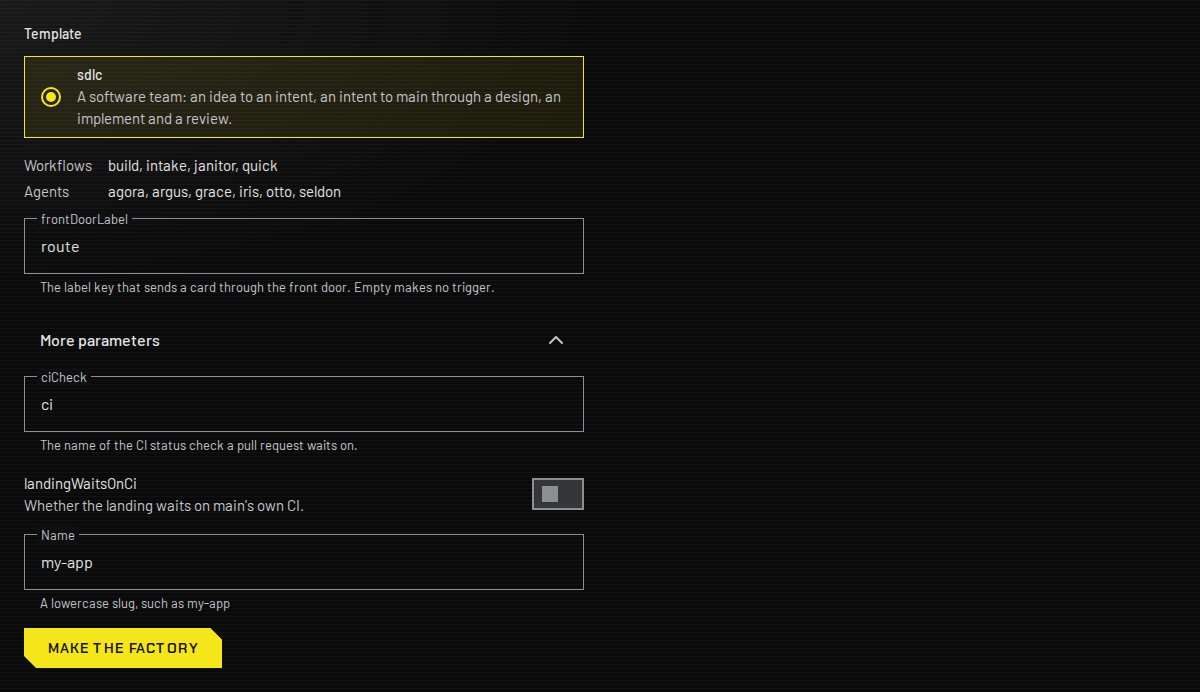 Template
sdlc
A software team: an idea to an intent, an intent to main through a design, an
implement and a review.
Workflows build, intake, janitor, quick
Agents agora, argus, grace, iris, otto, seldon
frontDoorLabel
route
The label key that sends a card through the front door. Empty makes no trigger.
More parameters
ciCheck
ci
The name of the CI status check a pull request waits on.
landingWaitsOnCi
Whether the landing waits on main's own CI.
Name
my-app
A lowercase slug, such as my-app
MAKE THE FACTORY